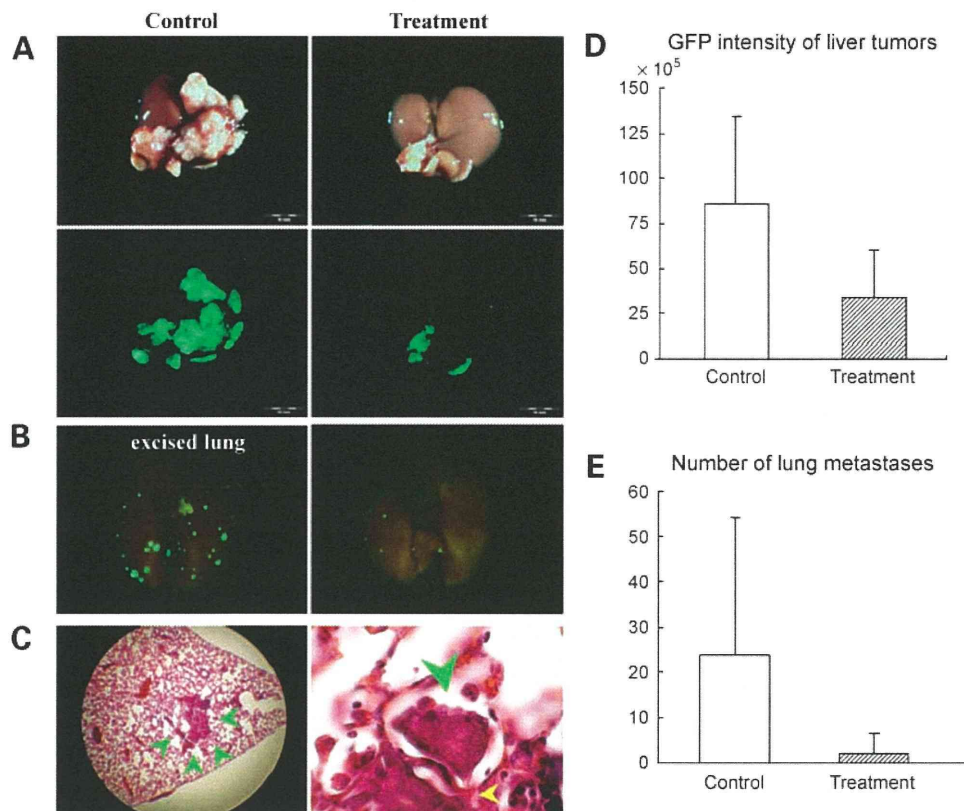 Control Treatment
A
B
excised lung
C
D
GFP intensity of liver tumors
× 10⁵
150
125
100
75
50
25
0
Control Treatment
E
Number of lung metastases
60
50
40
30
20
10
0
Control Treatment